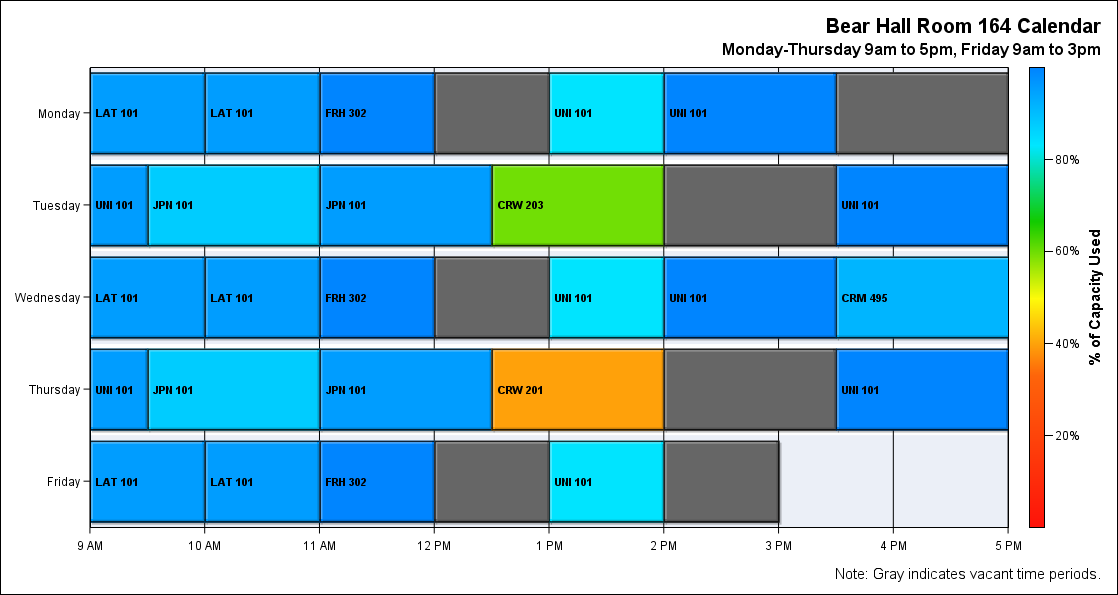 Bear Hall Room 164 Calendar
Monday-Thursday 9am to 5pm, Friday 9am to 3pm
Monday
LAT 101
LAT 101
FRH 302
UNI 101
UNI 101
Tuesday
UNI 101
JPN 101
JPN 101
CRW 203
UNI 101
Wednesday
LAT 101
LAT 101
FRH 302
UNI 101
UNI 101
CRM 495
Thursday
UNI 101
JPN 101
JPN 101
CRW 201
UNI 101
Friday
LAT 101
LAT 101
FRH 302
UNI 101
9 AM
10 AM
11 AM
12 PM
1 PM
2 PM
3 PM
4 PM
5 PM
80%
60%
40%
20%
% of Capacity Used
Note: Gray indicates vacant time periods.